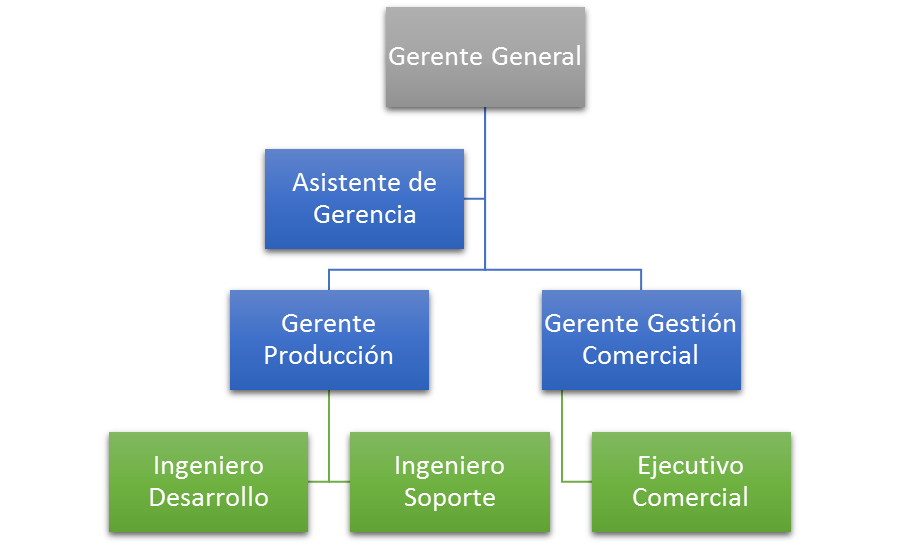 Gerente General
Asistente de
Gerencia
Gerente
Producción
Gerente Gestión
Comercial
Ingeniero
Desarrollo
Ingeniero
Soporte
Ejecutivo
Comercial